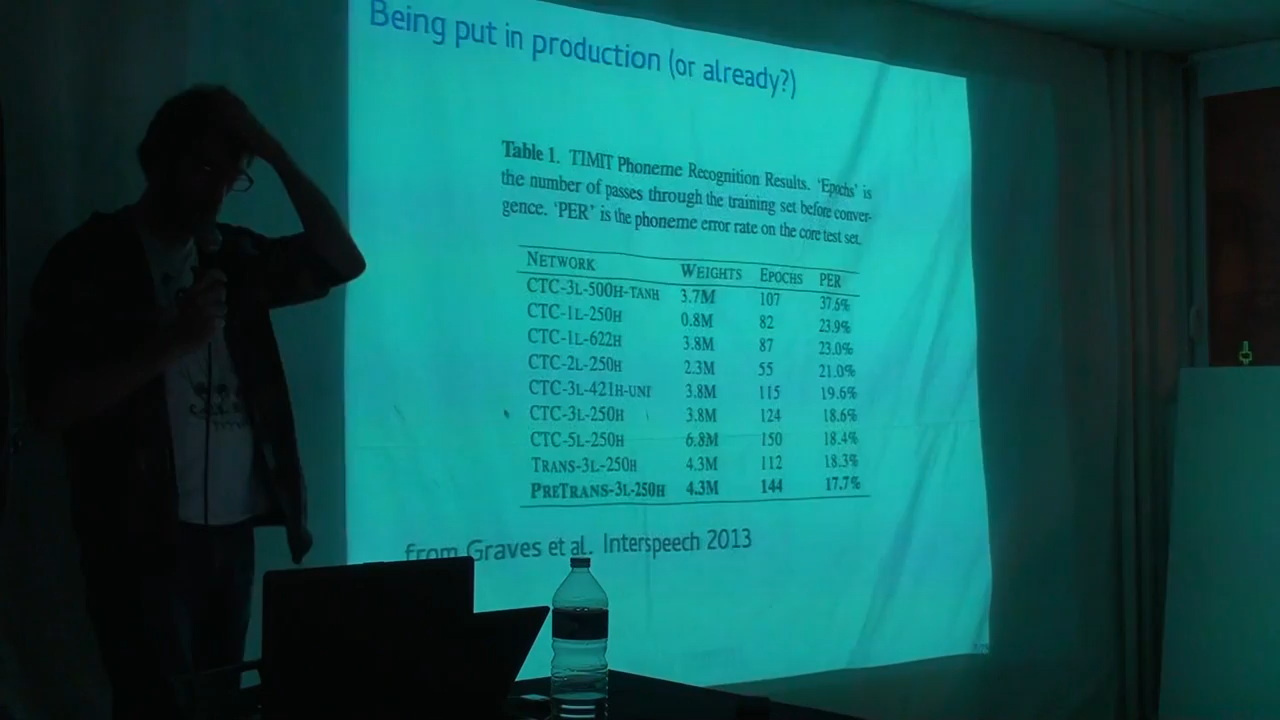 Being put in production (or already?)
Table 1. TIMIT Phoneme Recognition Results. 'Epochs' is
the number of passes through the training set before conver-
gence. 'PER' is the phoneme error rate on the core test set.
NETWORK WEIGHTS EPOCHS PER
CTC-3L-500H-TANH 3.7M 107 37.6%
CTC-1L-250H 0.8M 82 23.9%
CTC-1L-622H 3.8M 87 23.0%
CTC-2L-250H 2.3M 55 21.0%
CTC-3L-421H-UNI 3.8M 115 19.6%
CTC-3L-250H 3.8M 124 18.6%
CTC-5L-250H 6.8M 150 18.4%
TRANS-3L-250H 4.3M 112 18.3%
PRETRANS-3L-250H 4.3M 144 17.7%
from Graves et al. Interspeech 2013